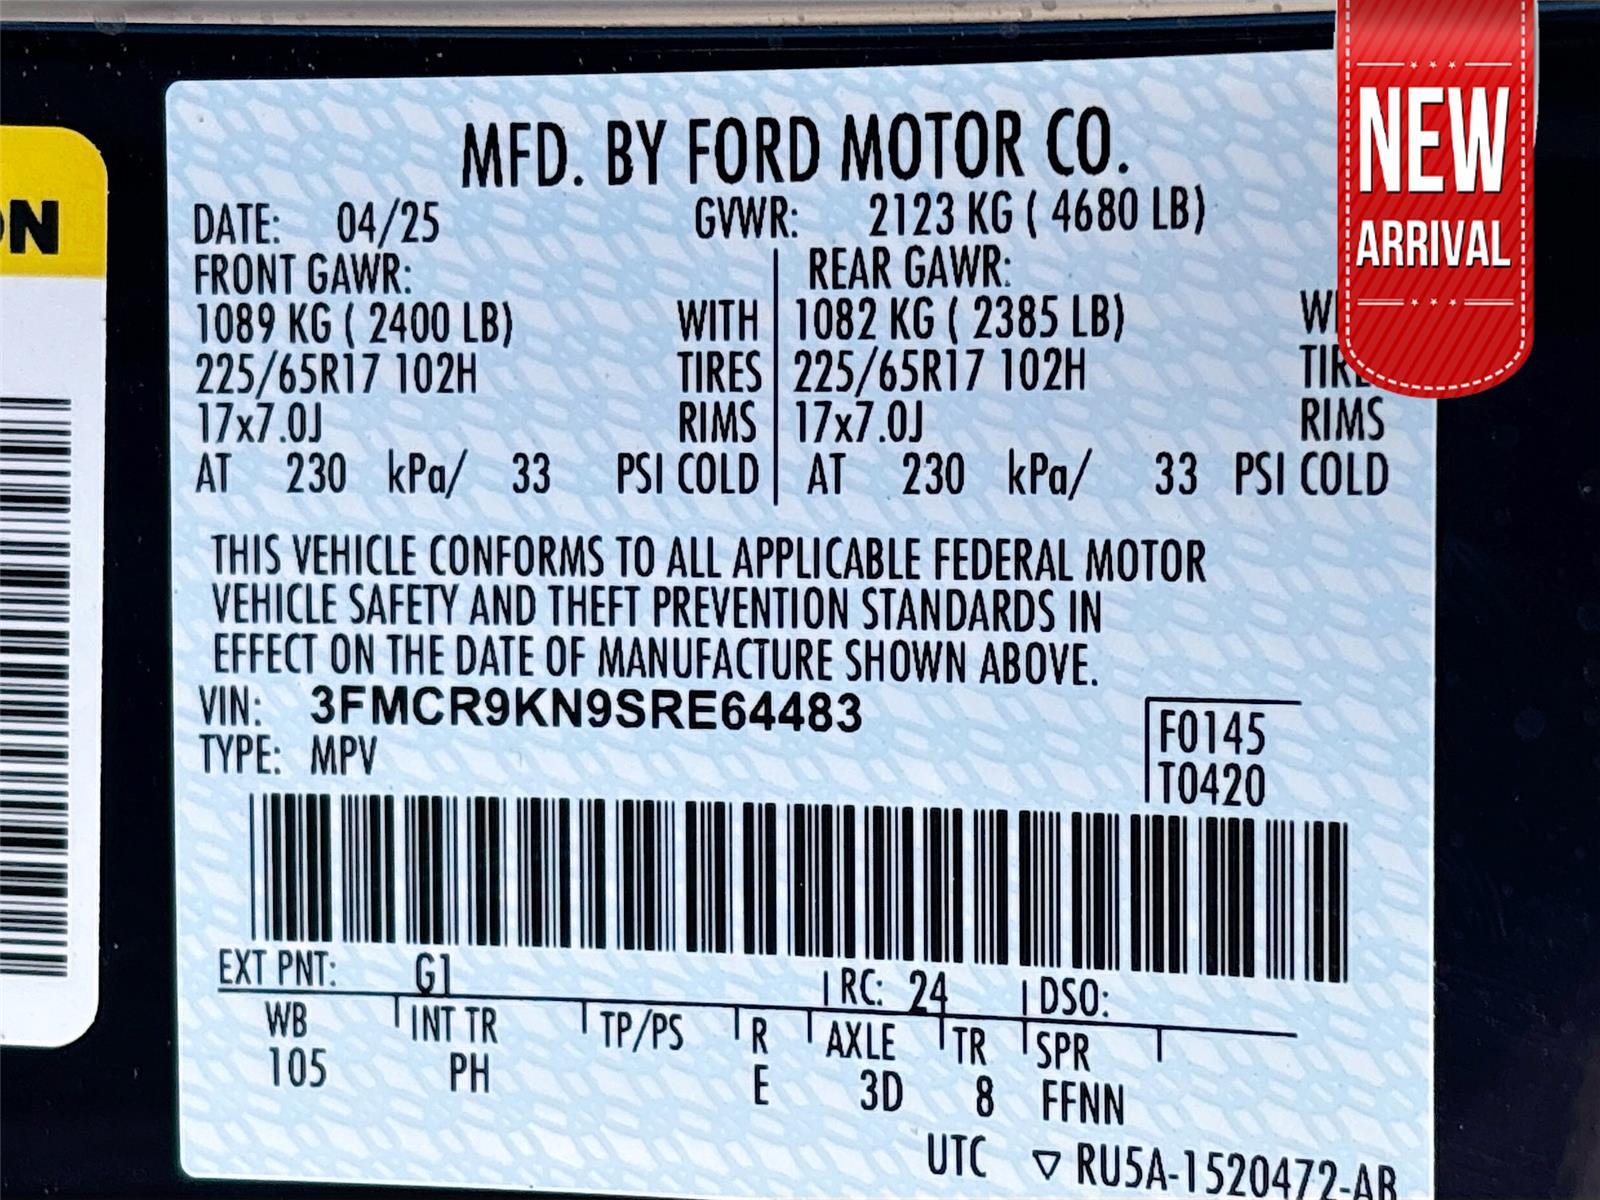 NEW
ARRIVAL
ON
MFD. BY FORD MOTOR CO.
DATE: 04/25 GVWR: 2123 KG ( 4680 LB)
FRONT GAWR: REAR GAWR:
1089 KG ( 2400 LB) WITH 1082 KG ( 2385 LB)
225/65R17 102H TIRES 225/65R17 102H
17x7.0J RIMS 17x7.0J RIMS
AT 230 kPa/ 33 PSI COLD AT 230 kPa/ 33 PSI COLD
THIS VEHICLE CONFORMS TO ALL APPLICABLE FEDERAL MOTOR
VEHICLE SAFETY AND THEFT PREVENTION STANDARDS IN
EFFECT ON THE DATE OF MANUFACTURE SHOWN ABOVE.
VIN: 3FMCR9KN9SRE64483
TYPE: MPV
F0145
T0420
EXT PNT: G1 RC: 24 DSO:
WB INT TR TP/PS R AXLE TR SPR
105 PH E 3D 8 FFNN
UTC ▽ RU5A-1520472-AB